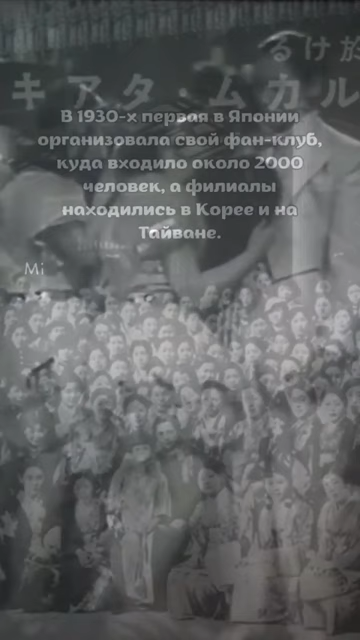 るけ於
キアキタ・ムカル
В 1930-х первая в Японии
организовала свой фан-клуб,
куда входило около 2000
человек, а филиалы
находились в Корее и на
Тайване.
Mi